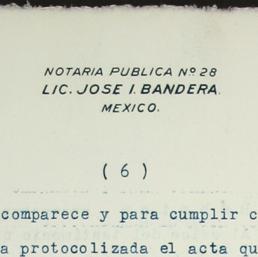 NOTARIA PUBLICA Nº 28
LIC. JOSE I. BANDERA.
MEXICO.
( 6 )
comparece y para cumplir c
a protocolizada el acta qu